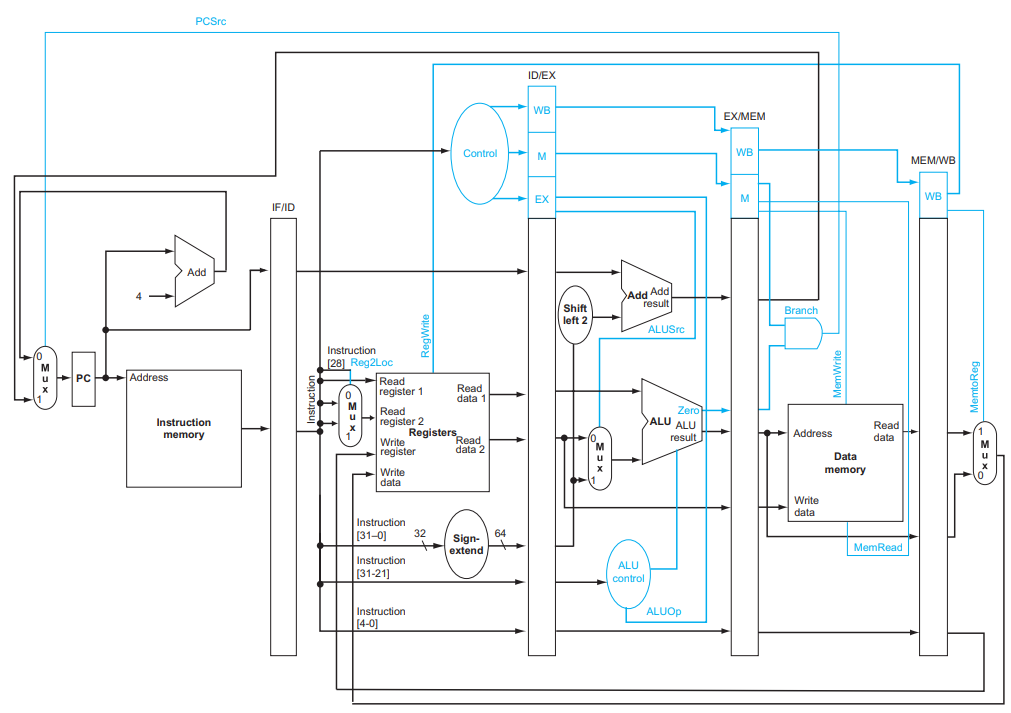 PCSrc
ID/EX
WB
EX/MEM
Control
M
WB
MEM/WB
EX
M
WB
IF/ID
Add
4
Shift
left 2
Add
Add
result
ALUSrc
Branch
RegWrite
Instruction
[28]
Reg2Loc
MemWrite
MemtoReg
0
M
u
x
1
PC
Address
Instruction
memory
Instruction
0
M
u
x
1
Read
register 1
Read
register 2
Write
register
Write
data
Registers
Read
data 1
Read
data 2
0
M
u
x
1
ALU
Zero
ALU
result
Address
Read
data
Data
memory
Write
data
1
M
u
x
0
MemRead
Instruction
[31–0]
32
Sign-
extend
64
Instruction
[31-21]
ALU
control
ALUOp
Instruction
[4-0]